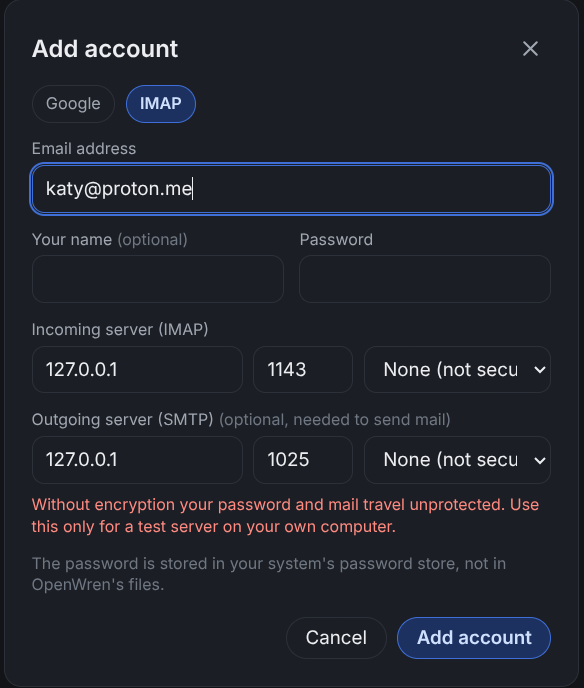 Add account
Google IMAP
Email address
katy@proton.me
Your name (optional) Password
Incoming server (IMAP)
127.0.0.1 1143 None (not secu
Outgoing server (SMTP) (optional, needed to send mail)
127.0.0.1 1025 None (not secu
Without encryption your password and mail travel unprotected. Use
this only for a test server on your own computer.
The password is stored in your system's password store, not in
OpenWren's files.
Cancel Add account